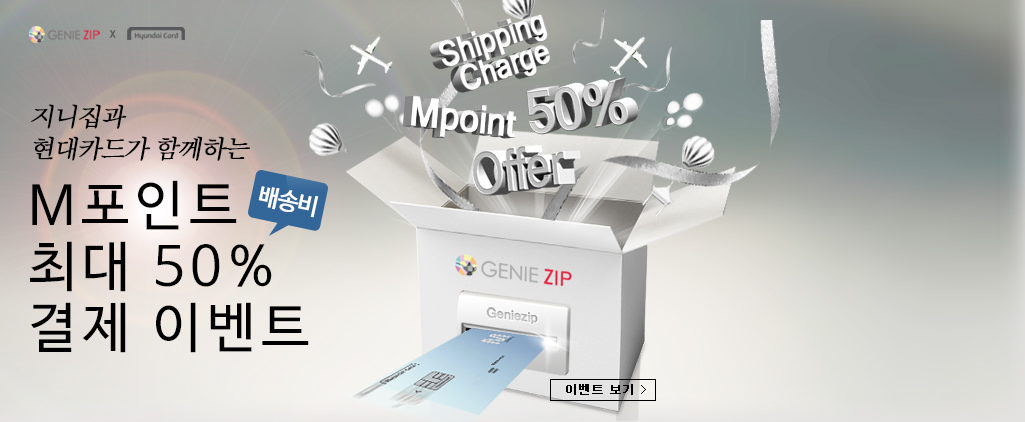 GENIE ZIP X Hyundai Card
지니집과
현대카드가 함께하는
M포인트 배송비
최대 50%
결제 이벤트
Shipping
Charge
Mpoint 50%
Offer
GENIE ZIP
Geniezip
이벤트 보기 >